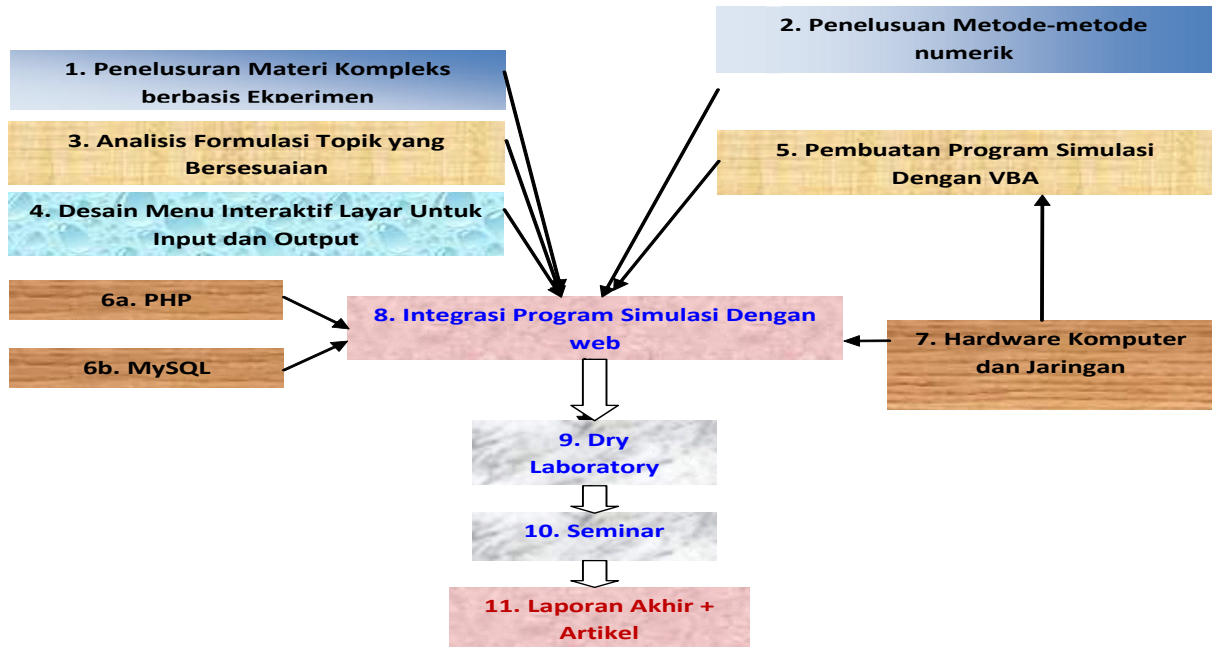 1. Penelusuran Materi Kompleks
berbasis Ekperimen
2. Penelusuan Metode-metode
numerik
3. Analisis Formulasi Topik yang
Bersesuaian
4. Desain Menu Interaktif Layar Untuk
Input dan Output
5. Pembuatan Program Simulasi
Dengan VBA
6a. PHP
6b. MySQL
7. Hardware Komputer
dan Jaringan
8. Integrasi Program Simulasi Dengan
web
9. Dry
Laboratory
10. Seminar
11. Laporan Akhir +
Artikel